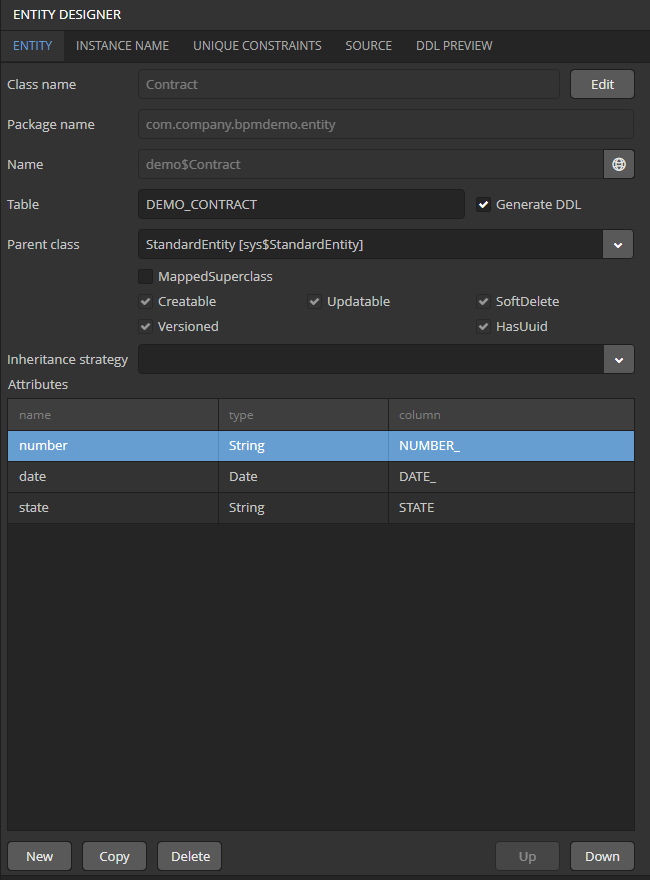 ENTITY DESIGNER
ENTITY INSTANCE NAME UNIQUE CONSTRAINTS SOURCE DDL PREVIEW
Class name Contract Edit
Package name com.company.bpmdemo.entity
Name demo$Contract
Table DEMO_CONTRACT Generate DDL
Parent class StandardEntity [sys$StandardEntity]
MappedSuperclass
Creatable Updatable SoftDelete
Versioned HasUuid
Inheritance strategy
Attributes
name type column
number String NUMBER_
date Date DATE_
state String STATE
New Copy Delete Up Down